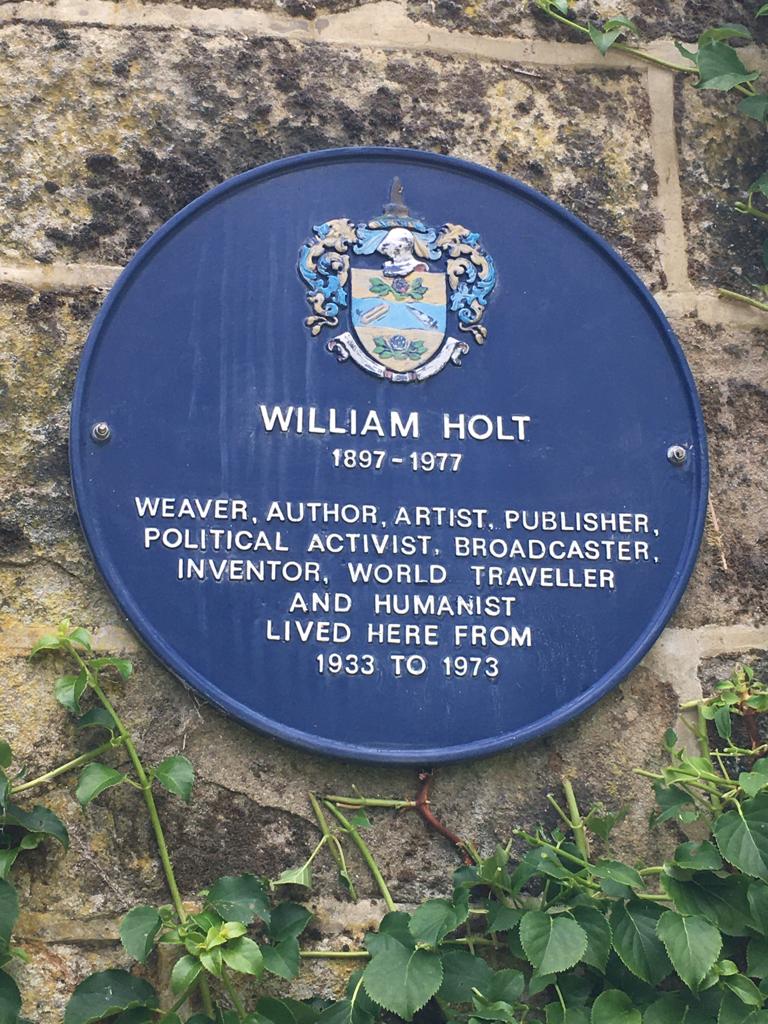 WILLIAM HOLT
1897-1977
WEAVER, AUTHOR, ARTIST, PUBLISHER,
POLITICAL ACTIVIST, BROADCASTER,
INVENTOR, WORLD TRAVELLER
AND HUMANIST
LIVED HERE FROM
1933 TO 1973